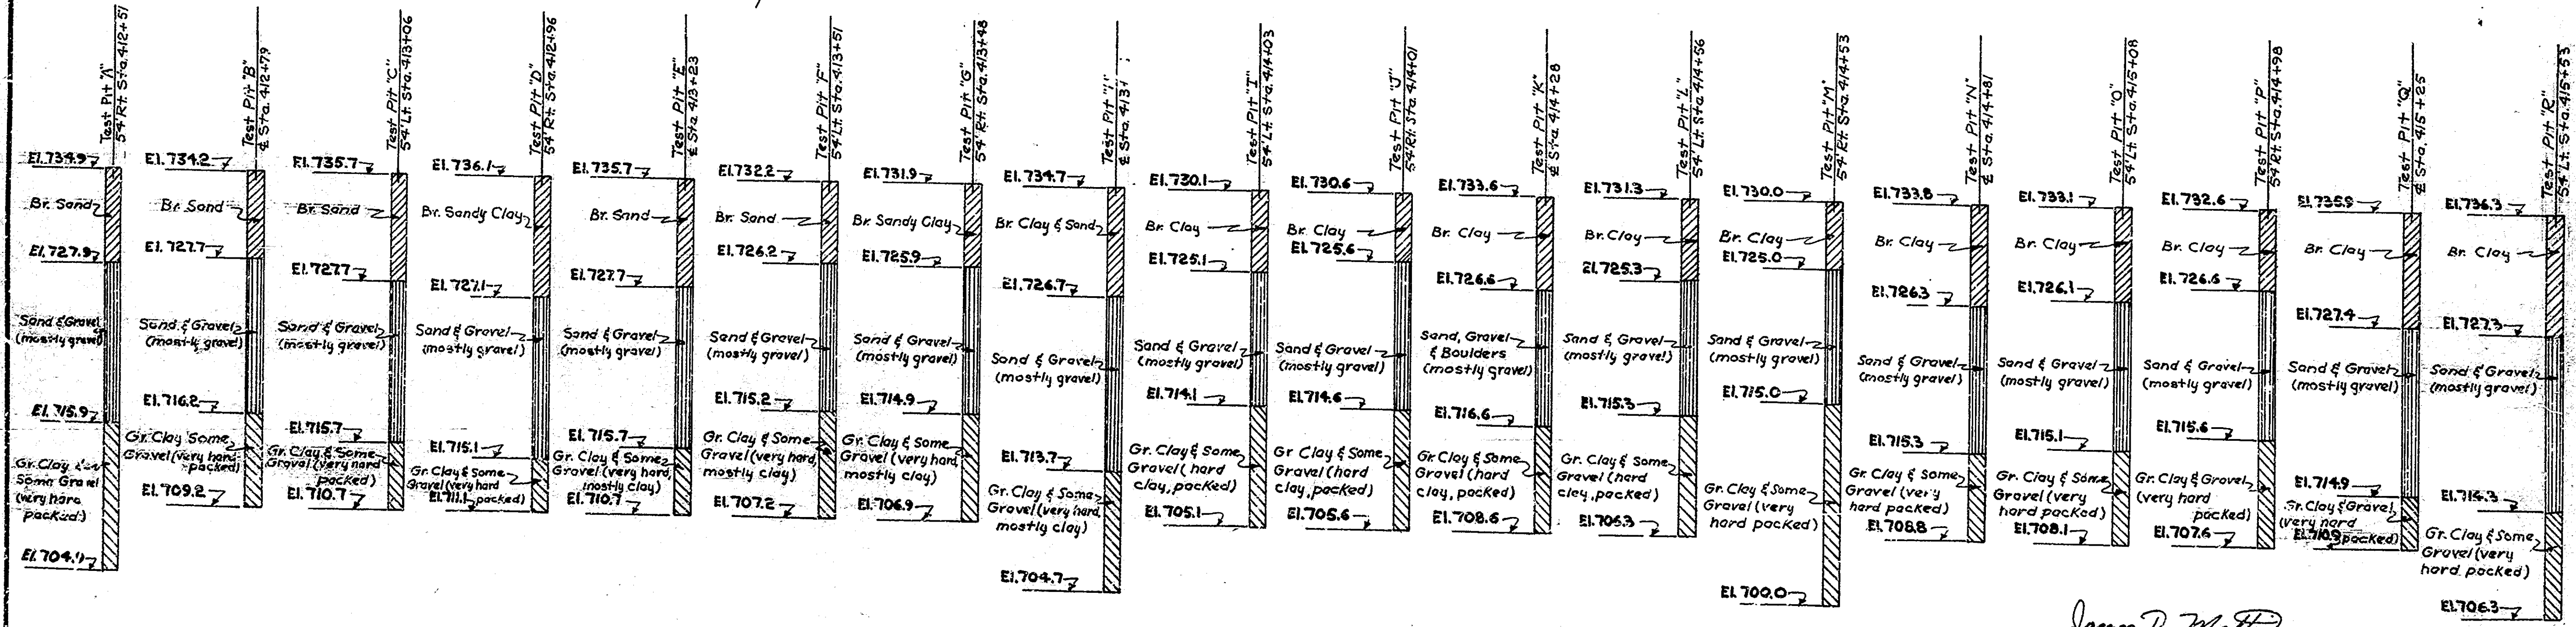 Test Pit "A"
54' Rt. Sta. 412+51
El. 734.9
Br. Sand
El. 727.9
Sand & Gravel
(mostly gravel)
El. 715.9
Gr. Clay &
Some Gravel
(very hard
packed)
El. 704.9
Test Pit "B"
℄ Sta. 412+79
El. 734.2
Br. Sand
El. 727.7
Sand & Gravel
(mostly gravel)
El. 716.2
Gr. Clay Some
Gravel (very hard
packed)
El. 709.2
Test Pit "C"
54' Lt. Sta. 413+06
El. 735.7
Br. Sand
El. 727.7
Sand & Gravel
(mostly gravel)
El. 715.7
Gr. Clay & Some
Gravel (very hard
packed)
El. 710.7
Test Pit "D"
54' Rt. Sta. 412+96
El. 736.1
Br. Sandy Clay
El. 727.1
Sand & Gravel
(mostly gravel)
El. 715.1
Gr. Clay & Some
Gravel (very hard
packed)
El. 711.1
Test Pit "E"
℄ Sta. 413+23
El. 735.7
Br. Sand
El. 727.7
Sand & Gravel
(mostly gravel)
El. 715.7
Gr. Clay & Some
Gravel (very hard,
mostly clay)
El. 710.7
Test Pit "F"
54' Lt. Sta. 413+51
El. 732.2
Br. Sand
El. 726.2
Sand & Gravel
(mostly gravel)
El. 715.2
Gr. Clay & Some
Gravel (very hard,
mostly clay)
El. 707.2
Test Pit "G"
54' Rt. Sta. 413+48
El. 731.9
Br. Sandy Clay
El. 725.9
Sand & Gravel
(mostly gravel)
El. 714.9
Gr. Clay & Some
Gravel (very hard,
mostly clay)
El. 706.9
Test Pit
℄ Sta. 413+
El. 734.7
Br. Clay & Sand
El. 726.7
Sand & Gravel
(mostly gravel)
El. 713.7
Gr. Clay & Some
Gravel (very hard,
mostly clay)
El. 704.7
Test Pit "I"
54' Lt. Sta. 414+03
El. 730.1
Br. Clay
El. 725.1
Sand & Gravel
(mostly gravel)
El. 714.1
Gr. Clay & Some
Gravel (hard
clay, packed)
El. 705.1
Test Pit "J"
54' Rt. Sta. 414+01
El. 730.6
Br. Clay
El. 725.6
Sand & Gravel
(mostly gravel)
El. 714.6
Gr. Clay & Some
Gravel (hard
clay, packed)
El. 705.6
Test Pit "K"
℄ Sta. 414+28
El. 733.6
Br. Clay
El. 726.6
Sand, Gravel
& Boulders
(mostly gravel)
El. 716.6
Gr. Clay & Some
Gravel (hard
clay, packed)
El. 708.6
Test Pit "L"
54' Lt. Sta. 414+56
El. 731.3
Br. Clay
El. 725.3
Sand & Gravel
(mostly gravel)
El. 715.3
Gr. Clay & Some
Gravel (hard
clay, packed)
El. 706.3
Test Pit "M"
54' Rt. Sta. 414+53
El. 730.0
Br. Clay
El. 725.0
Sand & Gravel
(mostly gravel)
El. 715.0
Gr. Clay & Some
Gravel (very
hard packed)
El. 700.0
Test Pit "N"
℄ Sta. 414+81
El. 733.8
Br. Clay
El. 726.3
Sand & Gravel
(mostly gravel)
El. 715.3
Gr. Clay & Some
Gravel (very
hard packed)
El. 708.8
Test Pit "O"
54' Lt. Sta. 415+08
El. 733.1
Br. Clay
El. 726.1
Sand & Gravel
(mostly gravel)
El. 715.1
Gr. Clay & Some
Gravel (very
hard packed)
El. 708.1
Test Pit "P"
54' Rt. Sta. 414+98
El. 732.6
Br. Clay
El. 726.6
Sand & Gravel
(mostly gravel)
El. 715.6
Gr. Clay & Gravel
(very hard
packed)
El. 707.6
Test Pit "Q"
℄ Sta. 415+25
El. 735.9
Br. Clay
El. 727.4
Sand & Gravel
(mostly gravel)
El. 714.9
Gr. Clay & Gravel
(very hard
packed)
Test Pit "R"
54' Lt. Sta. 415+53
El. 736.3
Br. Clay
El. 727.3
Sand & Gravel
(mostly gravel)
El. 714.3
Gr. Clay & Some
Gravel (very
hard packed)
El. 706.3
James